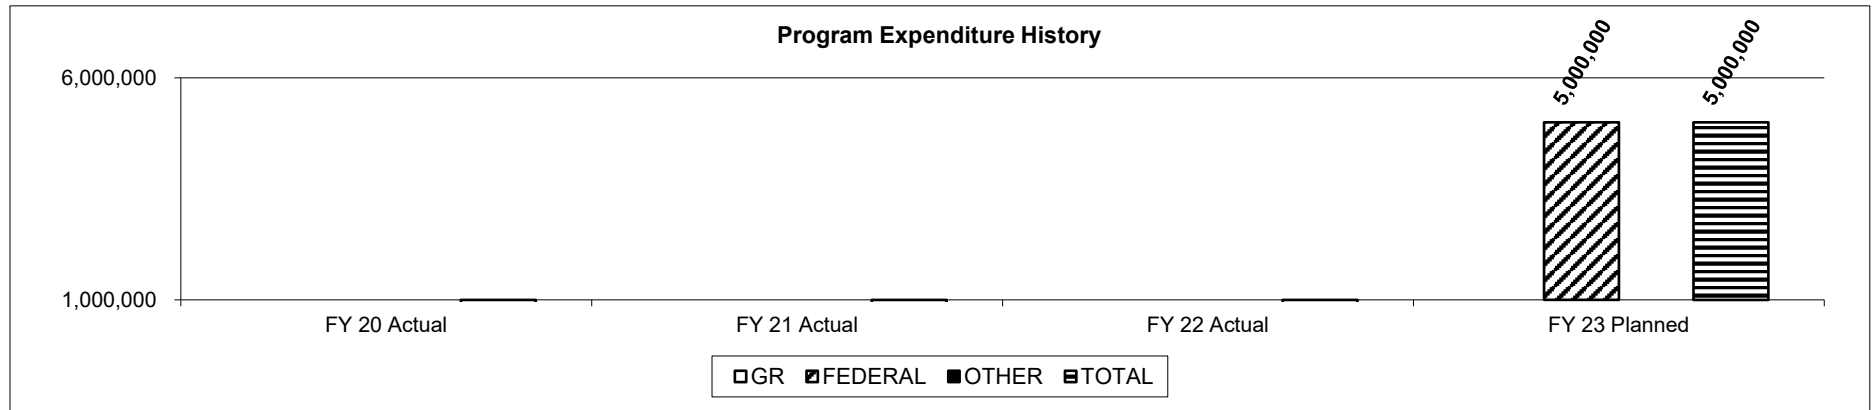 Program Expenditure History
5,000,000
5,000,000
6,000,000
1,000,000
FY 20 Actual
FY 21 Actual
FY 22 Actual
FY 23 Planned
GR FEDERAL OTHER TOTAL